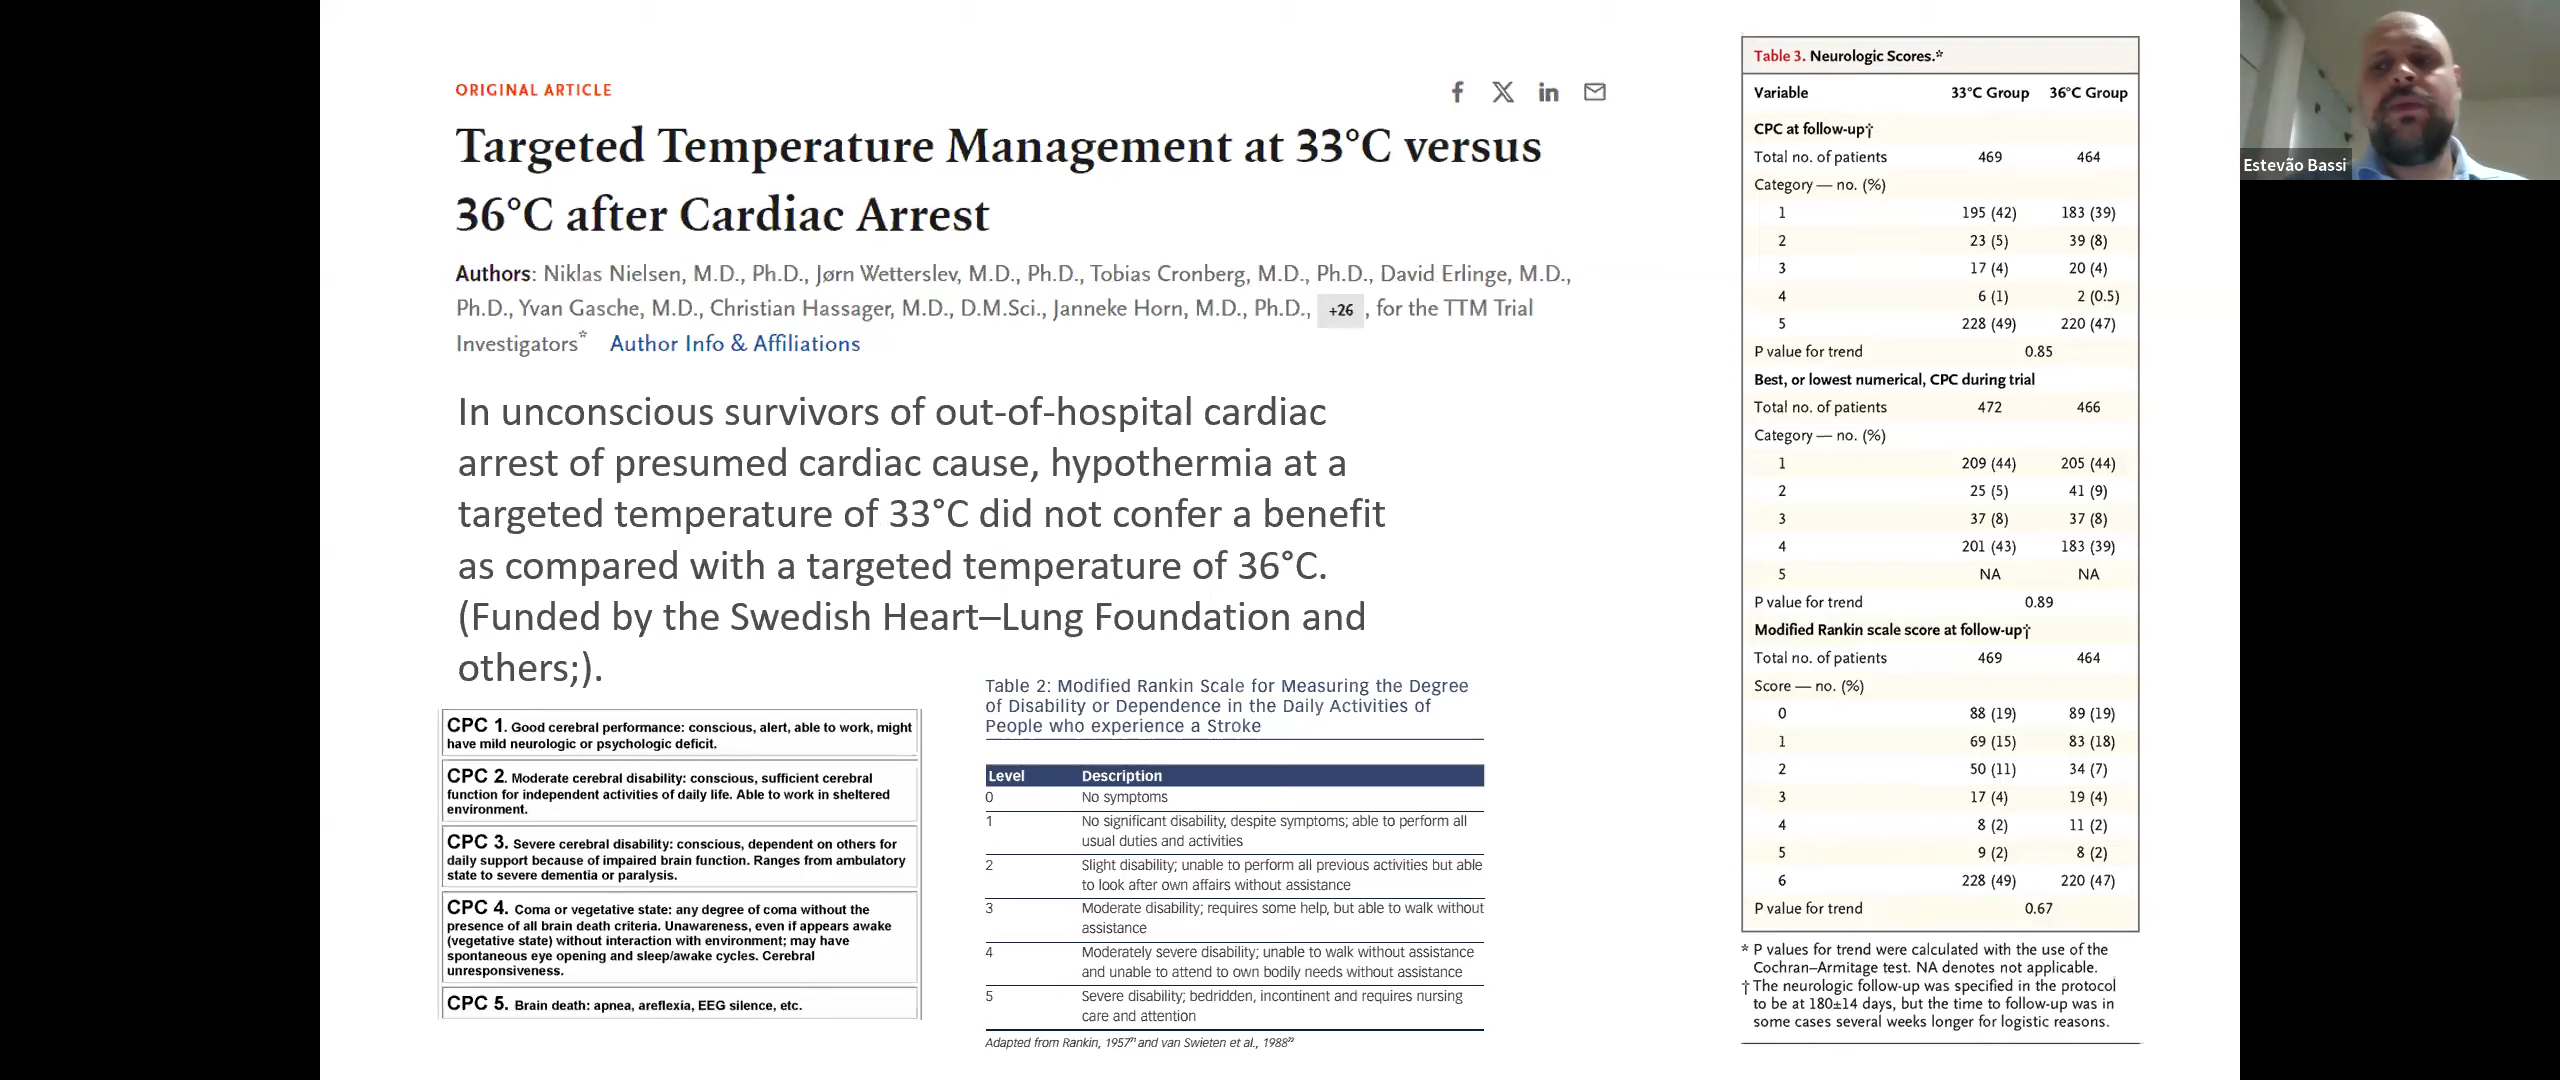 ORIGINAL ARTICLE
Targeted Temperature Management at 33°C versus
36°C after Cardiac Arrest
Authors: Niklas Nielsen, M.D., Ph.D., Jørn Wetterslev, M.D., Ph.D., Tobias Cronberg, M.D., Ph.D., David Erlinge, M.D.,
Ph.D., Yvan Gasche, M.D., Christian Hassager, M.D., D.M.Sci., Janneke Horn, M.D., Ph.D., +26 , for the TTM Trial
Investigators* Author Info & Affiliations
In unconscious survivors of out-of-hospital cardiac
arrest of presumed cardiac cause, hypothermia at a
targeted temperature of 33°C did not confer a benefit
as compared with a targeted temperature of 36°C.
(Funded by the Swedish Heart–Lung Foundation and
others;).
CPC 1. Good cerebral performance: conscious, alert, able to work, might
have mild neurologic or psychologic deficit.
CPC 2. Moderate cerebral disability: conscious, sufficient cerebral
function for independent activities of daily life. Able to work in sheltered
environment.
CPC 3. Severe cerebral disability: conscious, dependent on others for
daily support because of impaired brain function. Ranges from ambulatory
state to severe dementia or paralysis.
CPC 4. Coma or vegetative state: any degree of coma without the
presence of all brain death criteria. Unawareness, even if appears awake
(vegetative state) without interaction with environment; may have
spontaneous eye opening and sleep/awake cycles. Cerebral
unresponsiveness.
CPC 5. Brain death: apnea, areflexia, EEG silence, etc.
Table 2: Modified Rankin Scale for Measuring the Degree
of Disability or Dependence in the Daily Activities of
People who experience a Stroke
Level Description
0 No symptoms
1 No significant disability, despite symptoms; able to perform all
usual duties and activities
2 Slight disability; unable to perform all previous activities but able
to look after own affairs without assistance
3 Moderate disability; requires some help, but able to walk without
assistance
4 Moderately severe disability; unable to walk without assistance
and unable to attend to own bodily needs without assistance
5 Severe disability; bedridden, incontinent and requires nursing
care and attention
Adapted from Rankin, 1957⁷¹ and van Swieten et al., 1988⁷²
Table 3. Neurologic Scores.*
Variable 33°C Group 36°C Group
CPC at follow-up†
Total no. of patients 469 464
Category — no. (%)
1 195 (42) 183 (39)
2 23 (5) 39 (8)
3 17 (4) 20 (4)
4 6 (1) 2 (0.5)
5 228 (49) 220 (47)
P value for trend 0.85
Best, or lowest numerical, CPC during trial
Total no. of patients 472 466
Category — no. (%)
1 209 (44) 205 (44)
2 25 (5) 41 (9)
3 37 (8) 37 (8)
4 201 (43) 183 (39)
5 NA NA
P value for trend 0.89
Modified Rankin scale score at follow-up†
Total no. of patients 469 464
Score — no. (%)
0 88 (19) 89 (19)
1 69 (15) 83 (18)
2 50 (11) 34 (7)
3 17 (4) 19 (4)
4 8 (2) 11 (2)
5 9 (2) 8 (2)
6 228 (49) 220 (47)
P value for trend 0.67
* P values for trend were calculated with the use of the
Cochran–Armitage test. NA denotes not applicable.
† The neurologic follow-up was specified in the protocol
to be at 180±14 days, but the time to follow-up was in
some cases several weeks longer for logistic reasons.
Estevão Bassi